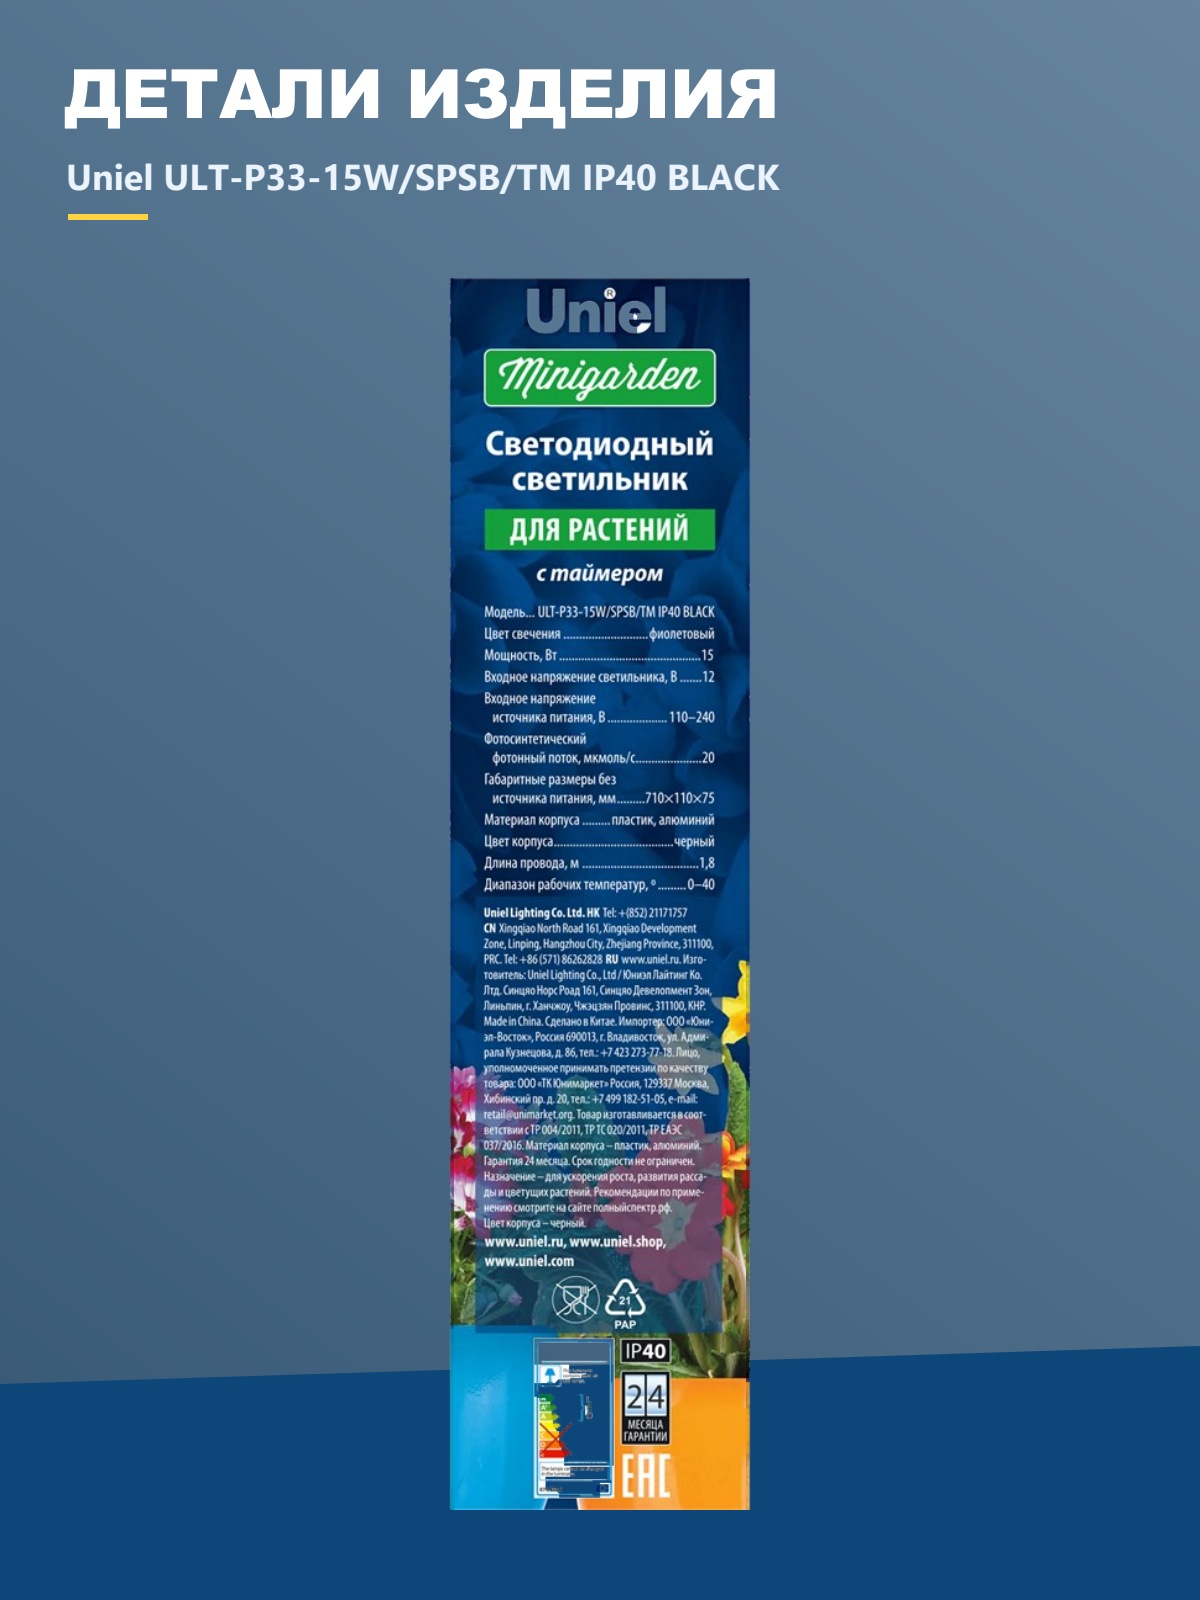 ДЕТАЛИ ИЗДЕЛИЯ
Uniel ULT-P33-15W/SPSB/TM IP40 BLACK
Uniel®
Minigarden
Светодиодный
светильник
ДЛЯ РАСТЕНИЙ
с таймером
Модель... ULT-P33-15W/SPSB/TM IP40 BLACK
Цвет свечения ........................... фиолетовый
Мощность, Вт ............................................. 15
Входное напряжение светильника, В ....... 12
Входное напряжение
источника питания, В ................... 110–240
Фотосинтетический
фотонный поток, мкмоль/с..................... 20
Габаритные размеры без
источника питания, мм......... 710×110×75
Материал корпуса ......... пластик, алюминий
Цвет корпуса...................................... черный
Длина провода, м ..................................... 1,8
Диапазон рабочих температур, ° ......... 0–40
Uniel Lighting Co. Ltd. HK Tel: +(852) 21171757
CN Xingqiao North Road 161, Xingqiao Development
Zone, Linping, Hangzhou City, Zhejiang Province, 311100,
PRC. Tel: +86 (571) 86262828 RU www.uniel.ru. Изго-
товитель: Uniel Lighting Co., Ltd / Юниэл Лайтинг Ко.
Лтд. Синцяо Норс Роад 161, Синцяо Девелопмент Зон,
Линьпин, г. Ханчжоу, Чжэцзян Провинс, 311100, КНР.
Made in China. Сделано в Китае. Импортер: ООО «Юни-
эл-Восток», Россия 690013, г. Владивосток, ул. Адми-
рала Кузнецова, д. 86, тел.: +7 423 273-77-18. Лицо,
уполномоченное принимать претензии по качеству
товара: ООО «ТК Юнимаркет» Россия, 129337 Москва,
Хибинский пр. д. 20, тел.: +7 499 182-51-05, e-mail:
retail@unimarket.org. Товар изготавливается в соот-
ветствии с ТР 004/2011, ТР ТС 020/2011, ТР ЕАЭС
037/2016. Материал корпуса – пластик, алюминий.
Гарантия 24 месяца. Срок годности не ограничен.
Назначение – для ускорения роста, развития расса-
ды и цветущих растений. Рекомендации по приме-
нению смотрите на сайте полныйспектр.рф.
Цвет корпуса – черный.
www.uniel.ru, www.uniel.shop,
www.uniel.com
21
PAP
IP40
24
МЕСЯЦА
ГАРАНТИИ
EAC